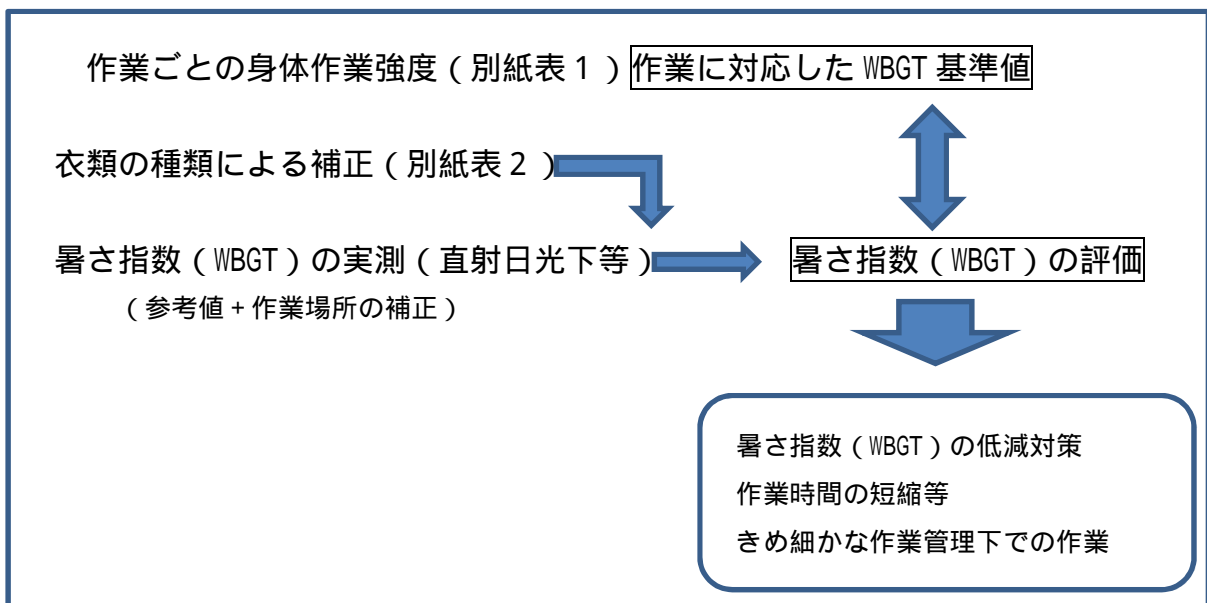 作業ごとの身体作業強度（別紙表１）作業に対応した WBGT 基準値
衣類の種類による補正（別紙表２）
暑さ指数（WBGT）の実測（直射日光下等） 暑さ指数（WBGT）の評価
（参考値＋作業場所の補正）
暑さ指数（WBGT）の低減対策
作業時間の短縮等
きめ細かな作業管理下での作業